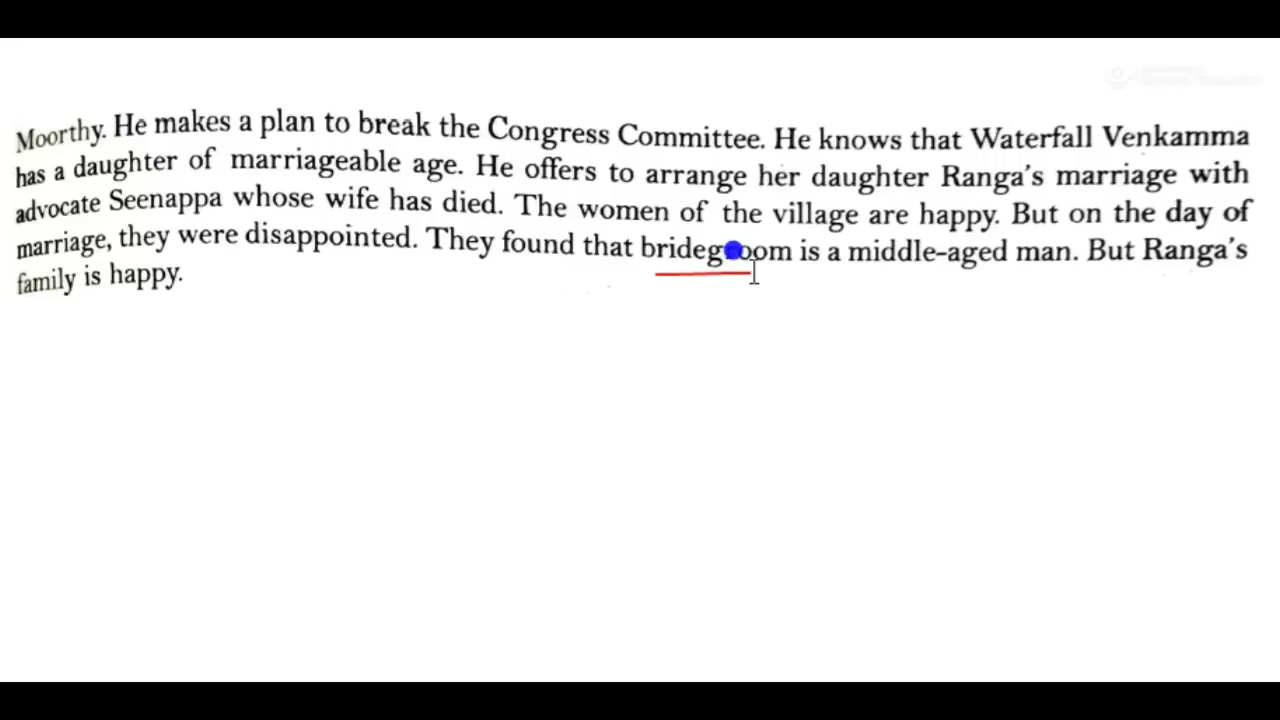 Moorthy. He makes a plan to break the Congress Committee. He knows that Waterfall Venkamma
has a daughter of marriageable age. He offers to arrange her daughter Ranga's marriage with
advocate Seenappa whose wife has died. The women of the village are happy. But on the day of
marriage, they were disappointed. They found that bridegroom is a middle-aged man. But Ranga's
family is happy.